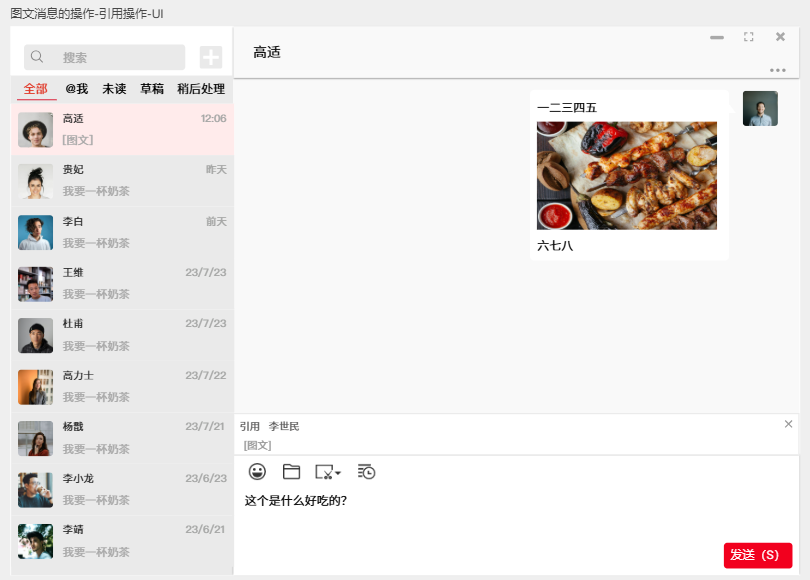 图文消息的操作-引用操作-UI
搜索
全部 @我 未读 草稿 稍后处理
高适 12:06
[图文]
贵妃 昨天
我要一杯奶茶
李白 前天
我要一杯奶茶
王维 23/7/23
我要一杯奶茶
杜甫 23/7/23
我要一杯奶茶
高力士 23/7/22
我要一杯奶茶
杨戬 23/7/21
我要一杯奶茶
李小龙 23/6/23
我要一杯奶茶
李靖 23/6/21
我要一杯奶茶
高适
一二三四五
六七八
引用 李世民
[图文]
这个是什么好吃的?
发送（S）